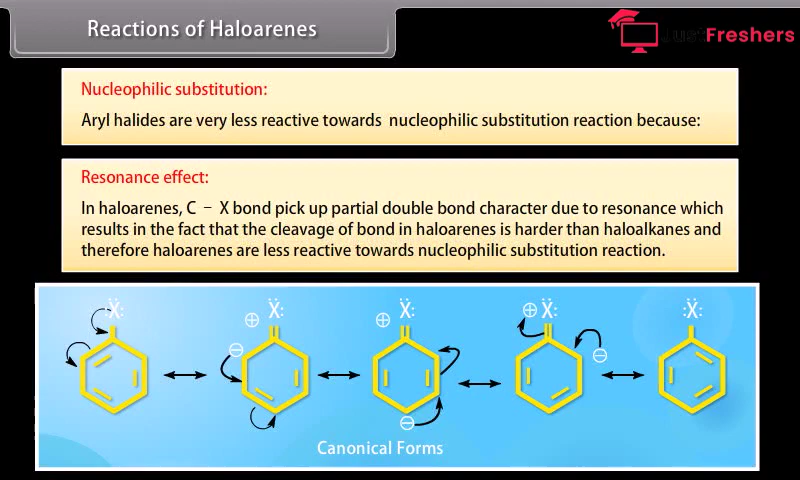 Reactions of Haloarenes
Just Freshers
Nucleophilic substitution:
Aryl halides are very less reactive towards nucleophilic substitution reaction because:
Resonance effect:
In haloarenes, C – X bond pick up partial double bond character due to resonance which
results in the fact that the cleavage of bond in haloarenes is harder than haloalkanes and
therefore haloarenes are less reactive towards nucleophilic substitution reaction.
:Ẍ: ⊕ Ẍ: ⊕ Ẍ: ⊕ Ẍ: :Ẍ:
⊖ ⊖
⊖
Canonical Forms